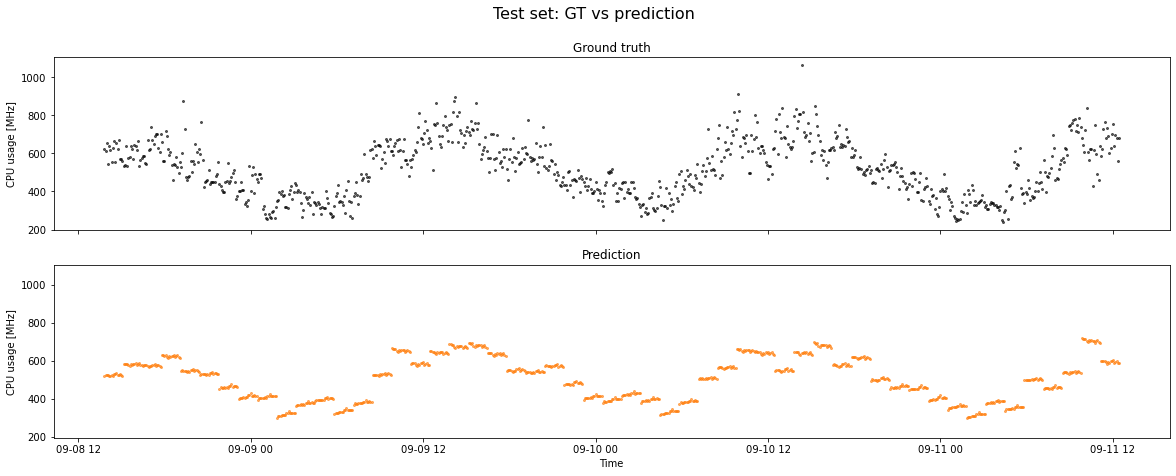 Test set: GT vs prediction
Ground truth
CPU usage [MHz]
1000
800
600
400
200
Prediction
CPU usage [MHz]
1000
800
600
400
200
09-08 12 09-09 00 09-09 12 09-10 00 09-10 12 09-11 00 09-11 12
Time